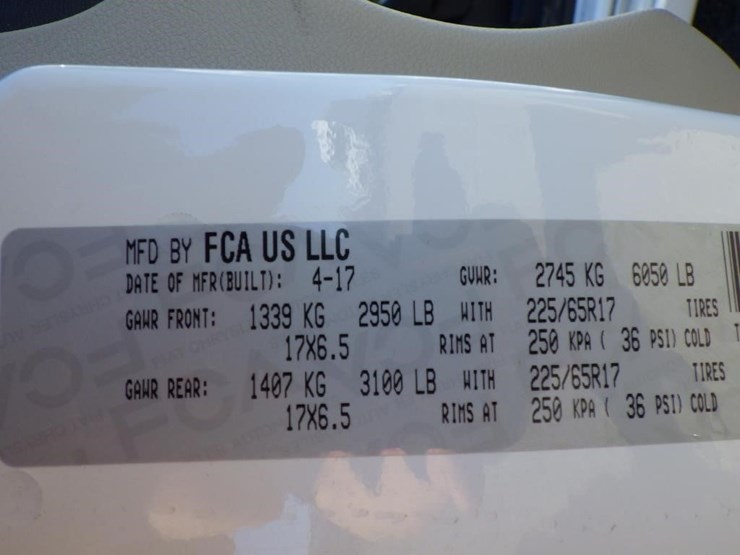 MFD BY FCA US LLC
DATE OF MFR(BUILT): 4-17 GVWR: 2745 KG 6050 LB
GAWR FRONT: 1339 KG 2950 LB WITH 225/65R17 TIRES
17X6.5 RIMS AT 250 KPA ( 36 PSI) COLD
GAWR REAR: 1407 KG 3100 LB WITH 225/65R17 TIRES
17X6.5 RIMS AT 250 KPA ( 36 PSI) COLD